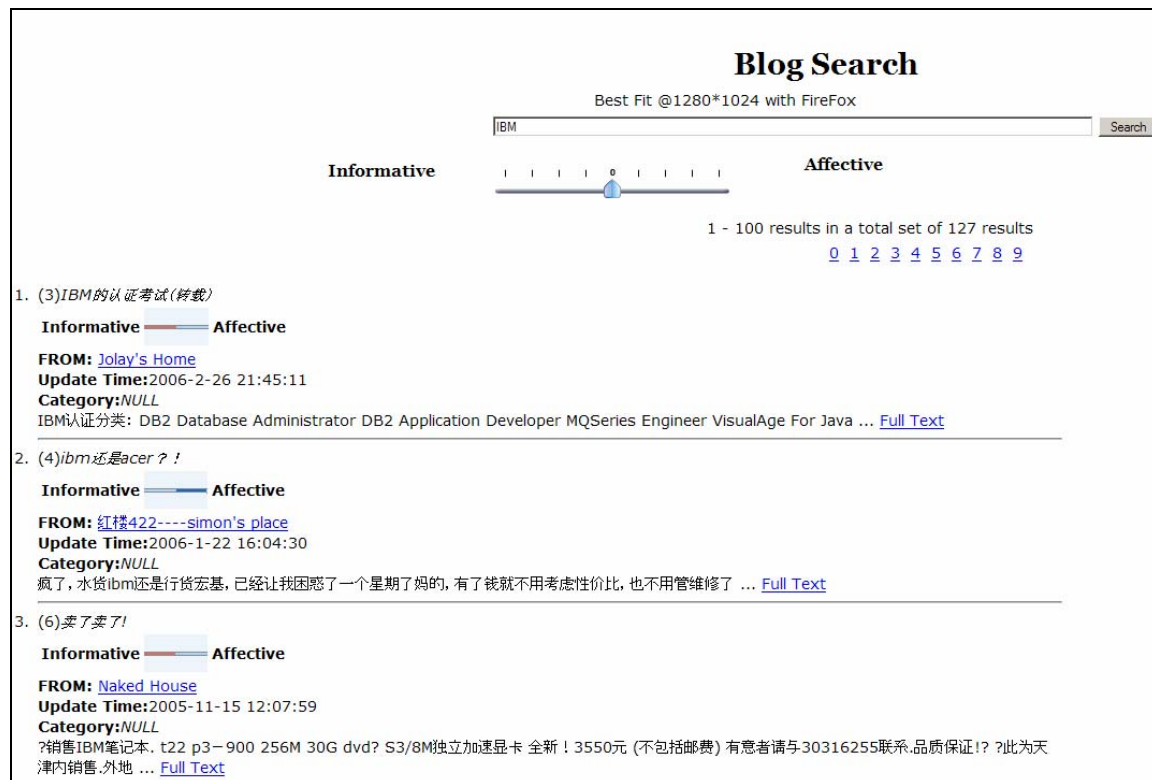 Blog Search
Best Fit @1280*1024 with FireFox
IBM Search
Informative 0 Affective
1 - 100 results in a total set of 127 results
0 1 2 3 4 5 6 7 8 9
1. (3)IBM的认证考试(转载)
Informative Affective
FROM: Jolay's Home
Update Time:2006-2-26 21:45:11
Category:NULL
IBM认证分类: DB2 Database Administrator DB2 Application Developer MQSeries Engineer VisualAge For Java ... Full Text
2. (4)ibm还是acer？！
Informative Affective
FROM: 红楼422----simon's place
Update Time:2006-1-22 16:04:30
Category:NULL
疯了, 水货ibm还是行货宏基, 已经让我困惑了一个星期了妈的, 有了钱就不用考虑性价比, 也不用管维修了 ... Full Text
3. (6)卖了卖了!
Informative Affective
FROM: Naked House
Update Time:2005-11-15 12:07:59
Category:NULL
?销售IBM笔记本. t22 p3－900 256M 30G dvd? S3/8M独立加速显卡 全新！3550元 (不包括邮费) 有意者请与30316255联系.品质保证!? ?此为天
津内销售.外地 ... Full Text